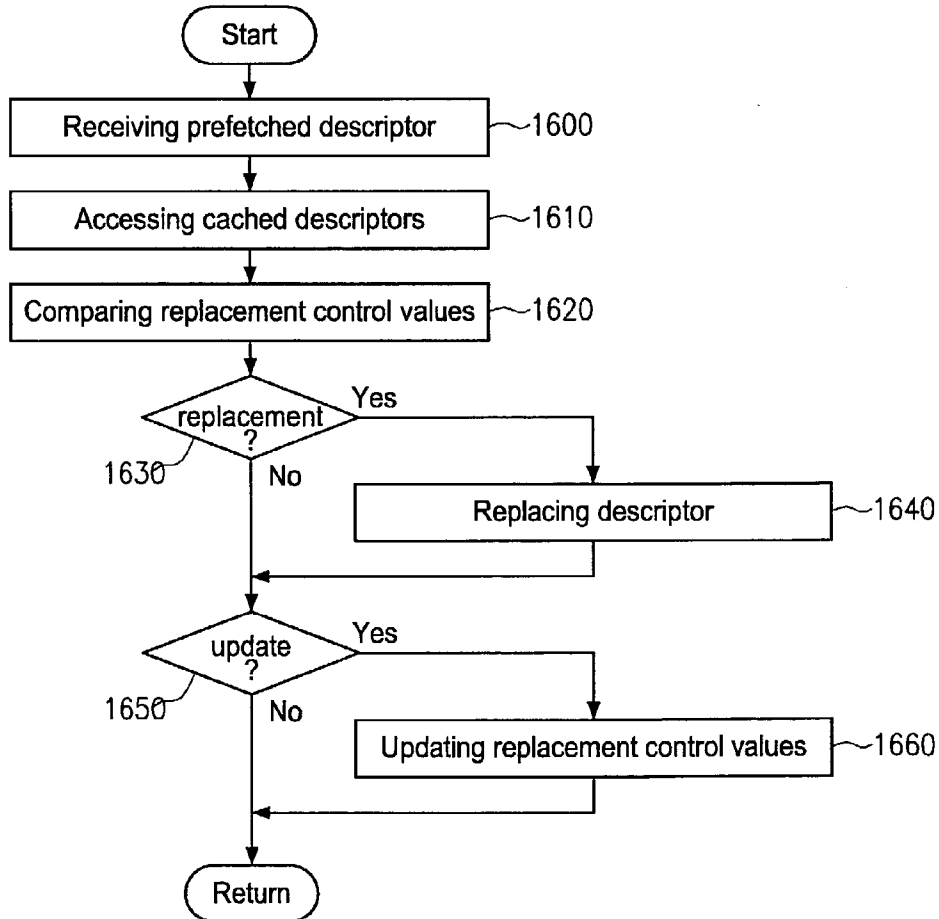 Start
Receiving prefetched descriptor 1600
Accessing cached descriptors 1610
Comparing replacement control values 1620
replacement
?
Yes
1630
No
Replacing descriptor 1640
update
?
Yes
1650
No
Updating replacement control values 1660
Return